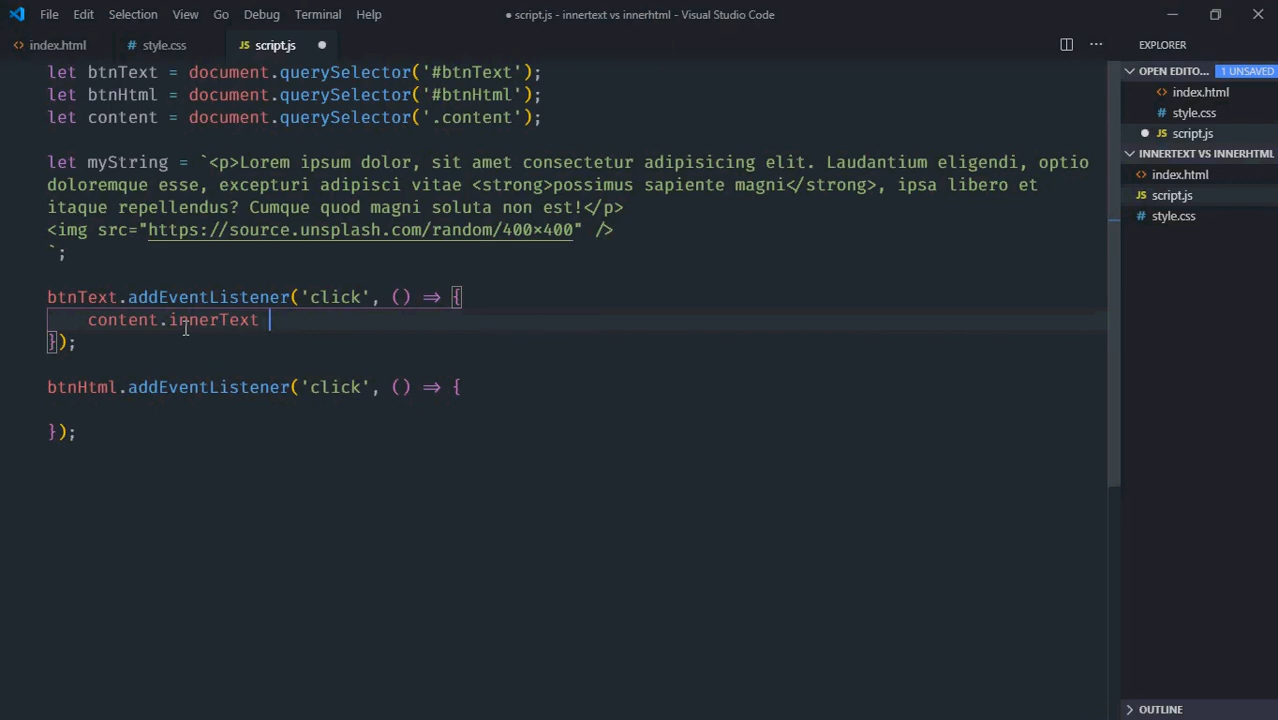 File Edit Selection View Go Debug Terminal Help
● script.js - innertext vs innerhtml - Visual Studio Code
<> index.html # style.css JS script.js ●
EXPLORER
let btnText = document.querySelector('#btnText');
let btnHtml = document.querySelector('#btnHtml');
let content = document.querySelector('.content');
let myString = `<p>Lorem ipsum dolor, sit amet consectetur adipisicing elit. Laudantium eligendi, optio
doloremque esse, excepturi adipisci vitae <strong>possimus sapiente magni</strong>, ipsa libero et
itaque repellendus? Cumque quod magni soluta non est!</p>
<img src="https://source.unsplash.com/random/400×400" />
`;
btnText.addEventListener('click', () => {
content.innerText
});
btnHtml.addEventListener('click', () => {
});
OPEN EDITO... 1 UNSAVED
<> index.html
# style.css
● JS script.js
INNERTEXT VS INNERHTML
<> index.html
JS script.js
# style.css
OUTLINE